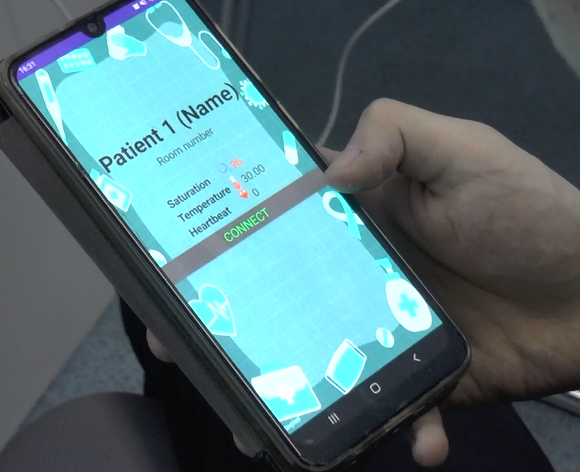 16:31
Patient 1 (Name)
Room number
Saturation 96
Temperature 30.00
Heartbeat 0
CONNECT